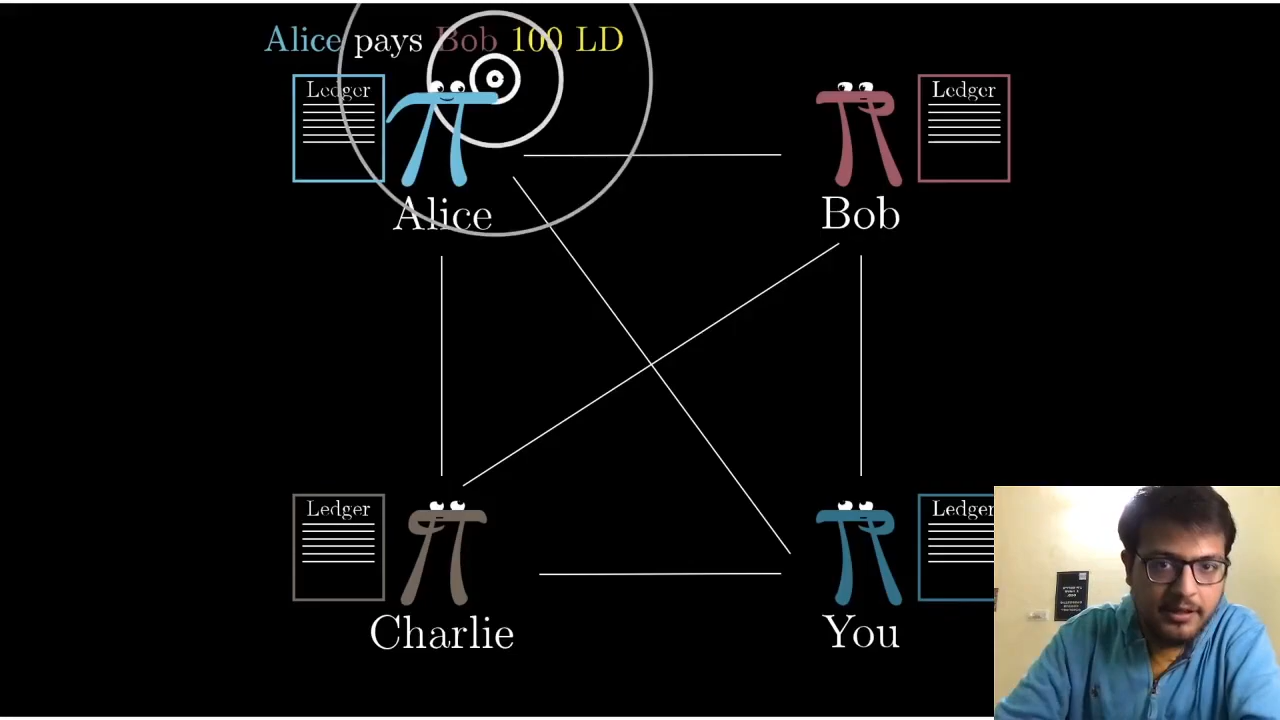 Alice pays Bob 100 LD
Ledger
Ledger
Alice
Bob
Ledger
Ledger
Charlie
You